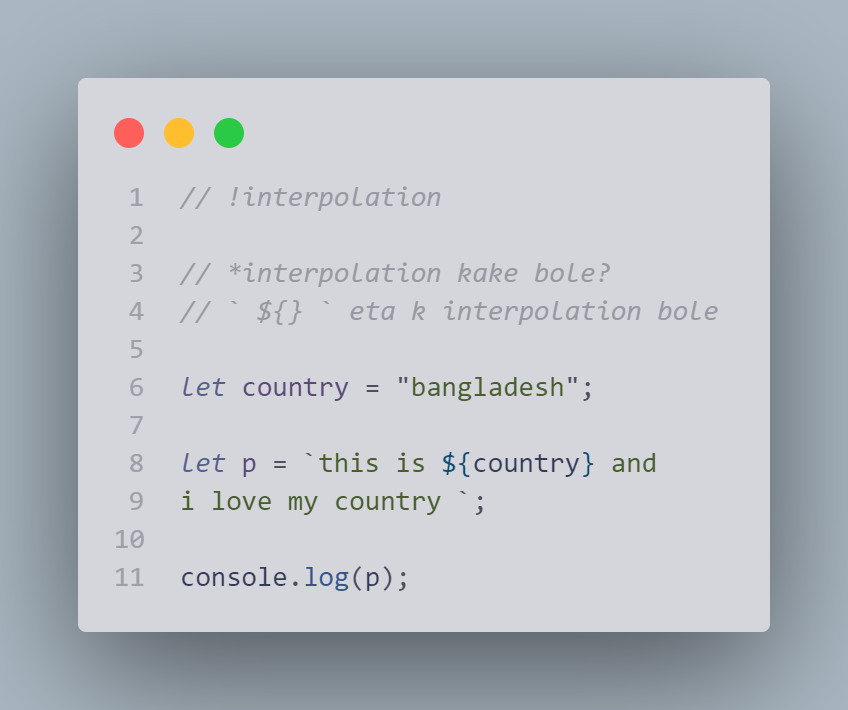 1 // !interpolation
2
3 // *interpolation kake bole?
4 // ` ${} ` eta k interpolation bole
5
6 let country = "bangladesh";
7
8 let p = `this is ${country} and
9 i love my country `;
10
11 console.log(p);